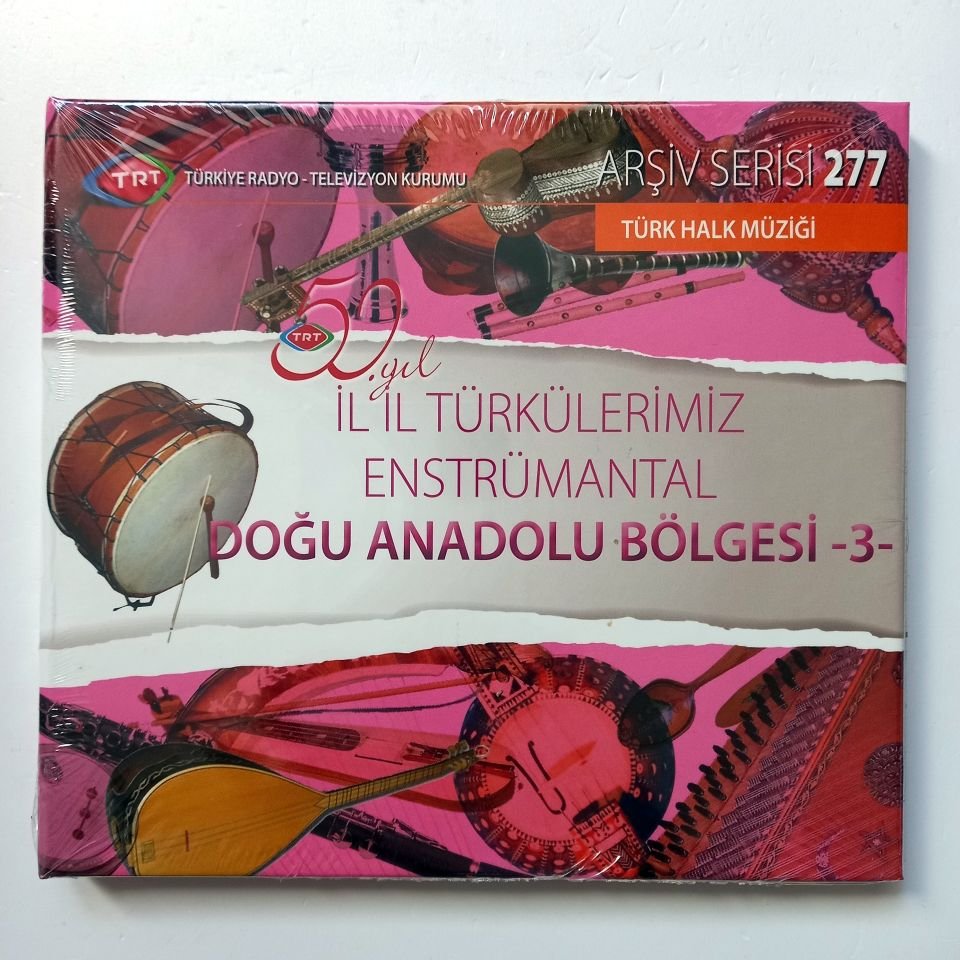 TRT TÜRKİYE RADYO - TELEVİZYON KURUMU
ARŞİV SERİSİ 277
TÜRK HALK MÜZİĞİ
50.yıl
TRT
İL İL TÜRKÜLERİMİZ
ENSTRÜMANTAL
DOĞU ANADOLU BÖLGESİ -3-